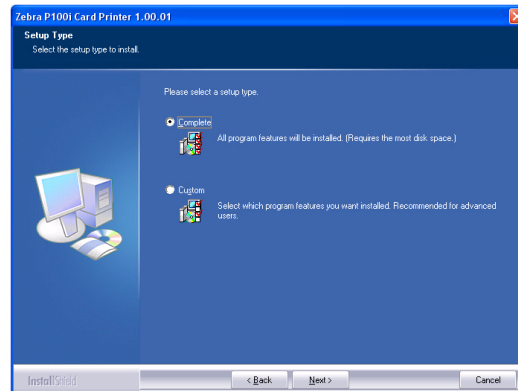 Zebra P100i Card Printer 1.00.01
Setup Type
Select the setup type to install.
Please select a setup type.
Complete
All program features will be installed. (Requires the most disk space.)
Custom
Select which program features you want installed. Recommended for advanced
users.
InstallShield
< Back
Next >
Cancel